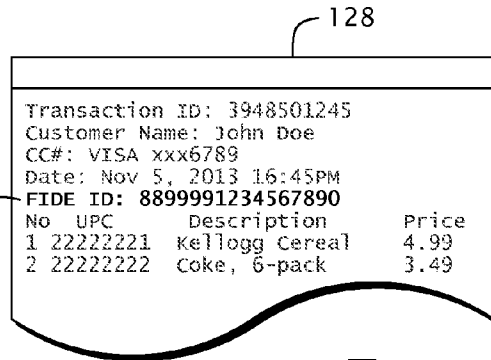 128
Transaction ID: 3948501245
Customer Name: John Doe
CC#: VISA xxx6789
Date: Nov 5, 2013 16:45PM
FIDE ID: 8899991234567890
No UPC Description Price
1 22222221 Kellogg Cereal 4.99
2 22222222 Coke, 6-pack 3.49